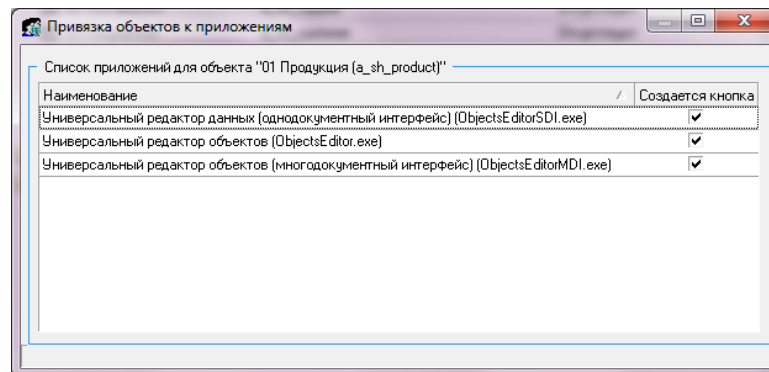 Привязка объектов к приложениям
Список приложений для объекта "01 Продукция (a_sh_product)"
Наименование Создается кнопка
Универсальный редактор данных (однодокументный интерфейс) (ObjectsEditorSDI.exe)
Универсальный редактор объектов (ObjectsEditor.exe)
Универсальный редактор объектов (многодокументный интерфейс) (ObjectsEditorMDI.exe)